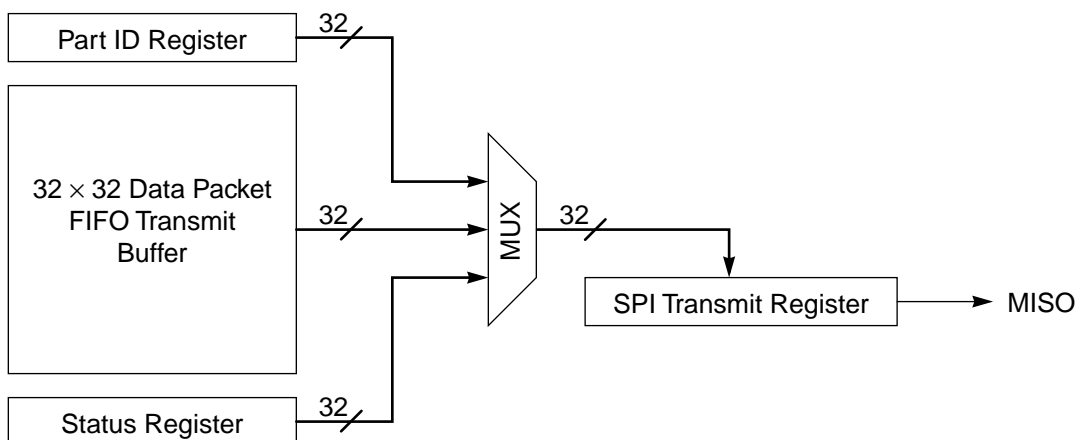 32
Part ID Register
32 × 32 Data Packet
FIFO Transmit
Buffer
32
MUX
32
SPI Transmit Register
MISO
32
Status Register